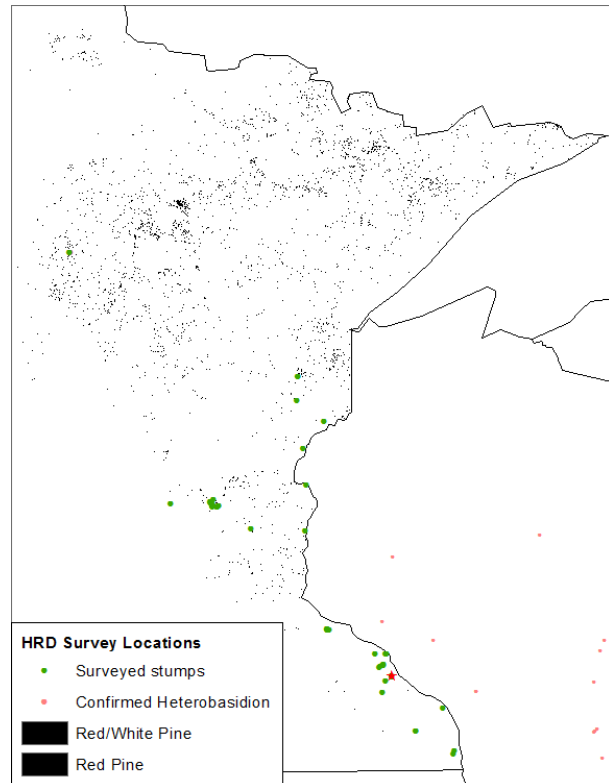 HRD Survey Locations
Surveyed stumps
Confirmed Heterobasidion
Red/White Pine
Red Pine